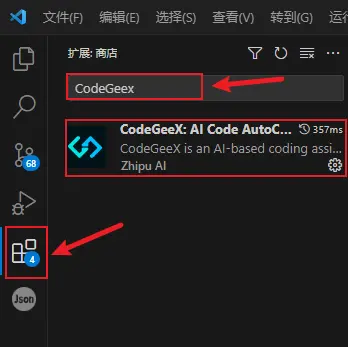 文件(F) 编辑(E) 选择(S) 查看(V) 转到(G) 运行
扩展: 商店
CodeGeex
CodeGeeX: AI Code AutoC... 357ms
CodeGeeX is an AI-based coding assi...
Zhipu AI
68
4
Json